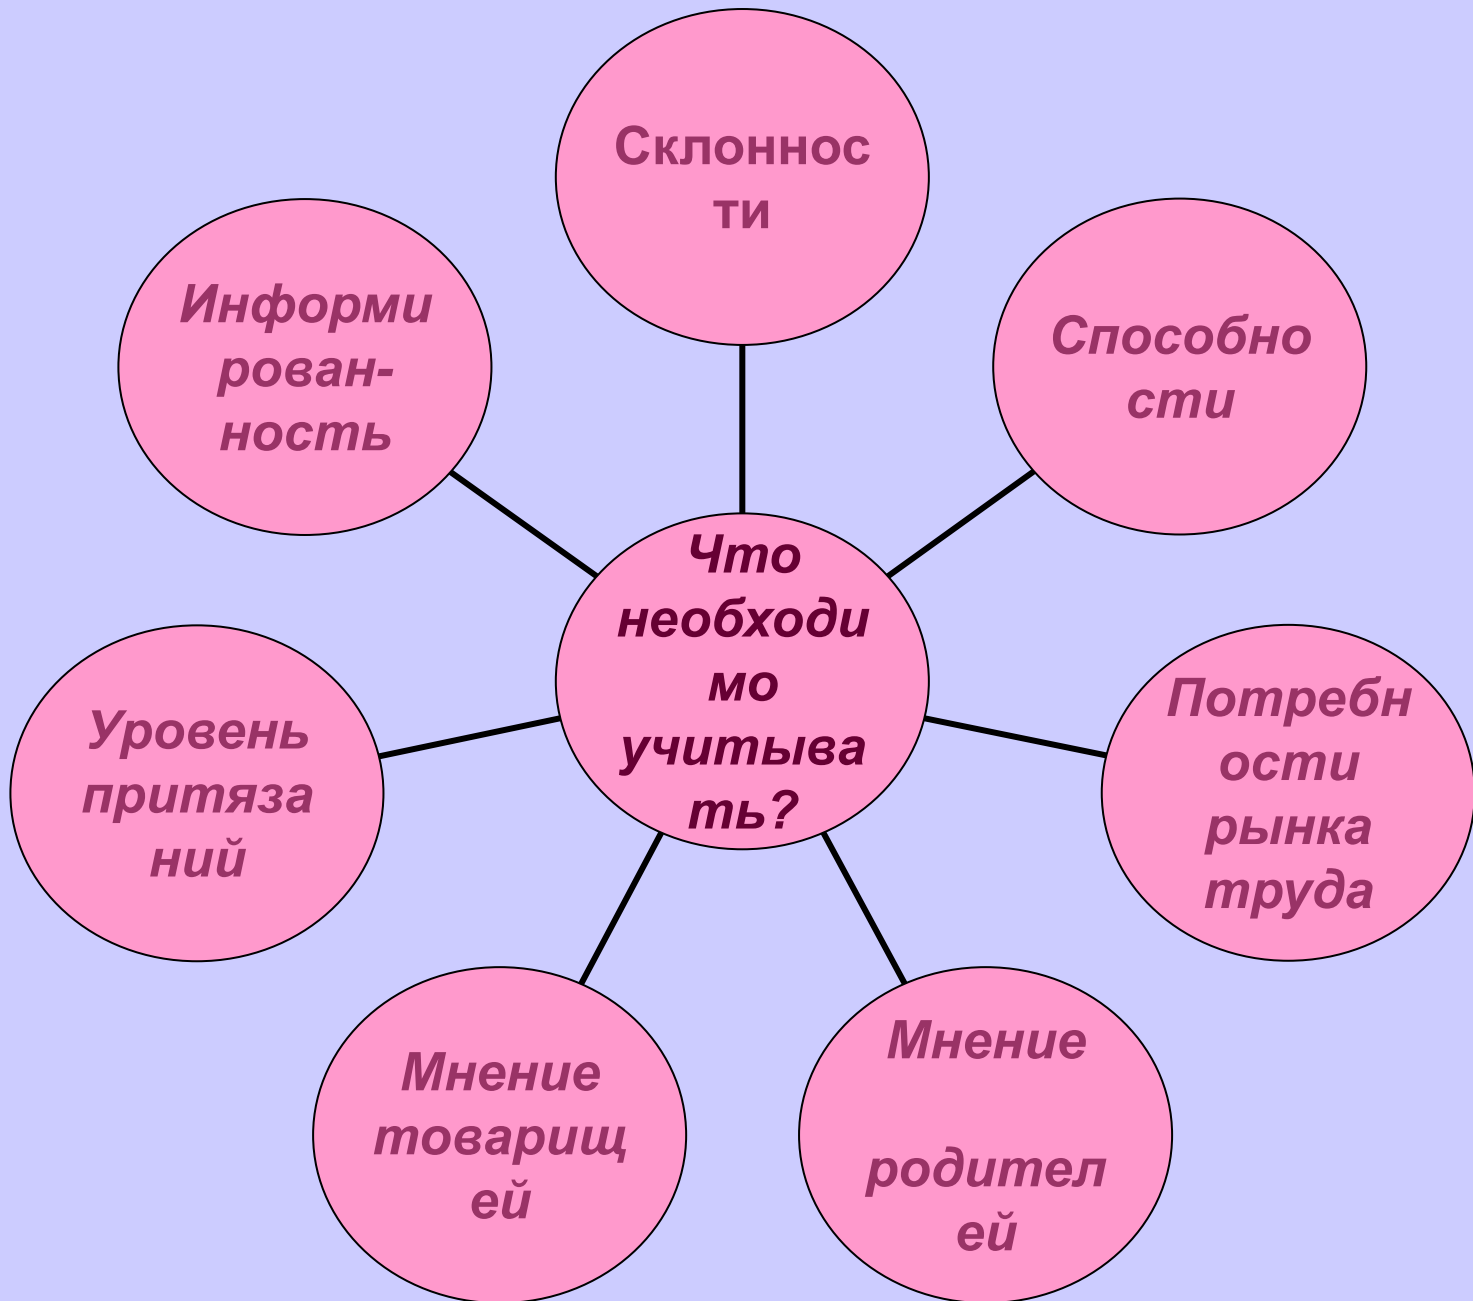 Склоннос
ти
Способно
сти
Потребн
ости
рынка
труда
Мнение
родител
ей
Мнение
товарищ
ей
Уровень
притяза
ний
Информи
рован-
ность
Что
необходи
мо
учитыва
ть?